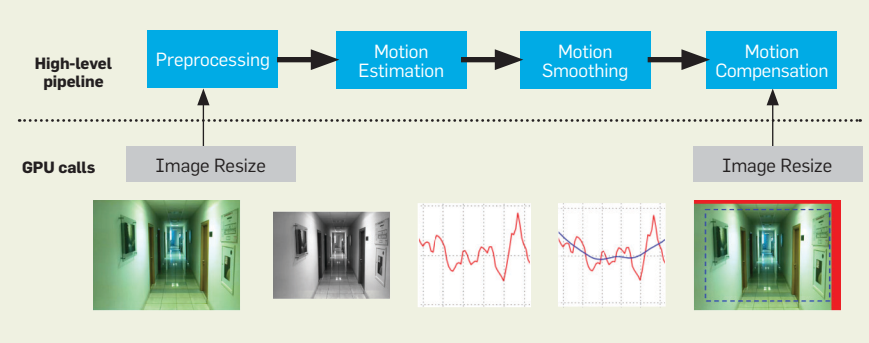 High-level
pipeline
Preprocessing
Motion
Estimation
Motion
Smoothing
Motion
Compensation
GPU calls
Image Resize
Image Resize